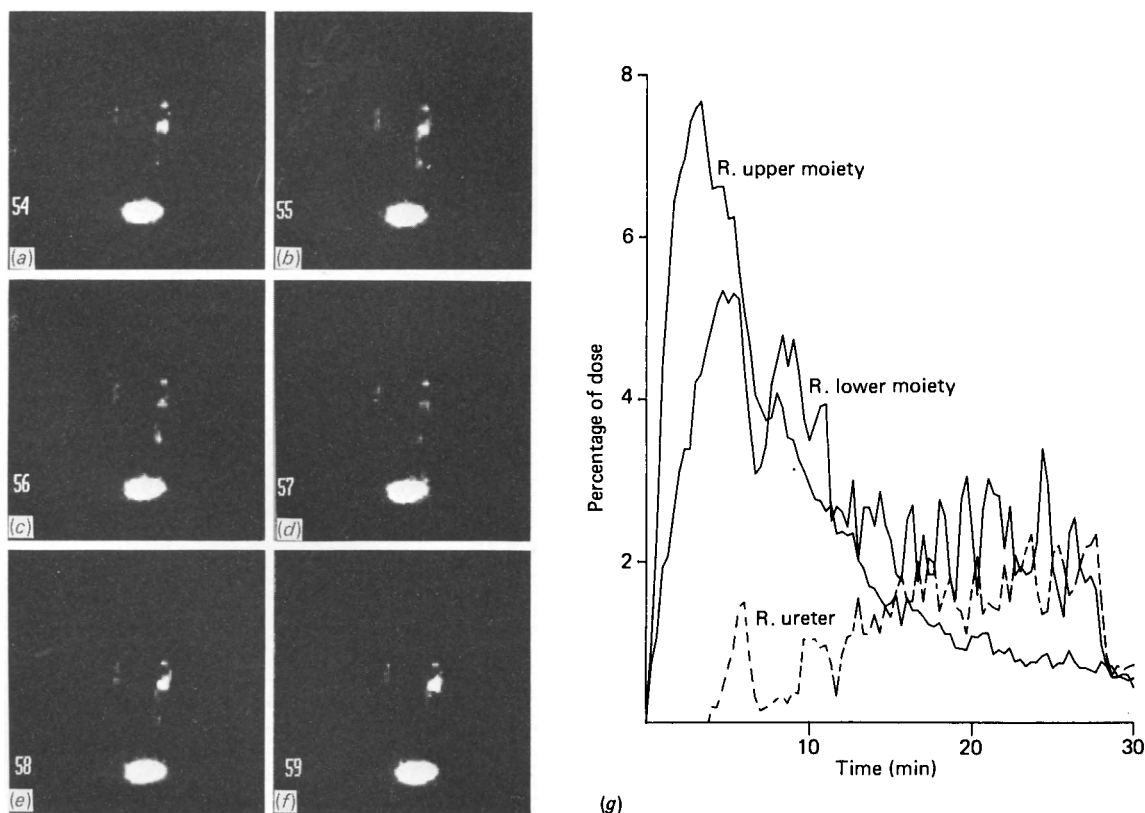 54
(a)
55
(b)
56
(c)
57
(d)
58
(e)
59
(f)
8
6
4
2
Percentage of dose
R. upper moiety
R. lower moiety
R. ureter
10
20
30
Time (min)
(g)